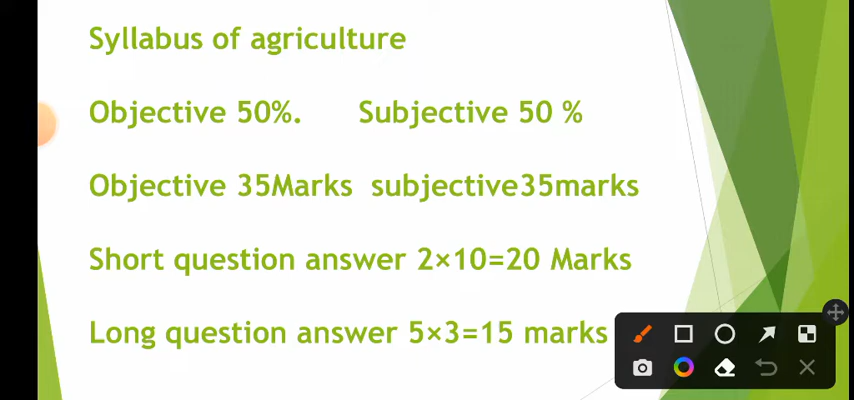 Syllabus of agriculture
Objective 50%. Subjective 50 %
Objective 35Marks subjective35marks
Short question answer 2×10=20 Marks
Long question answer 5×3=15 marks